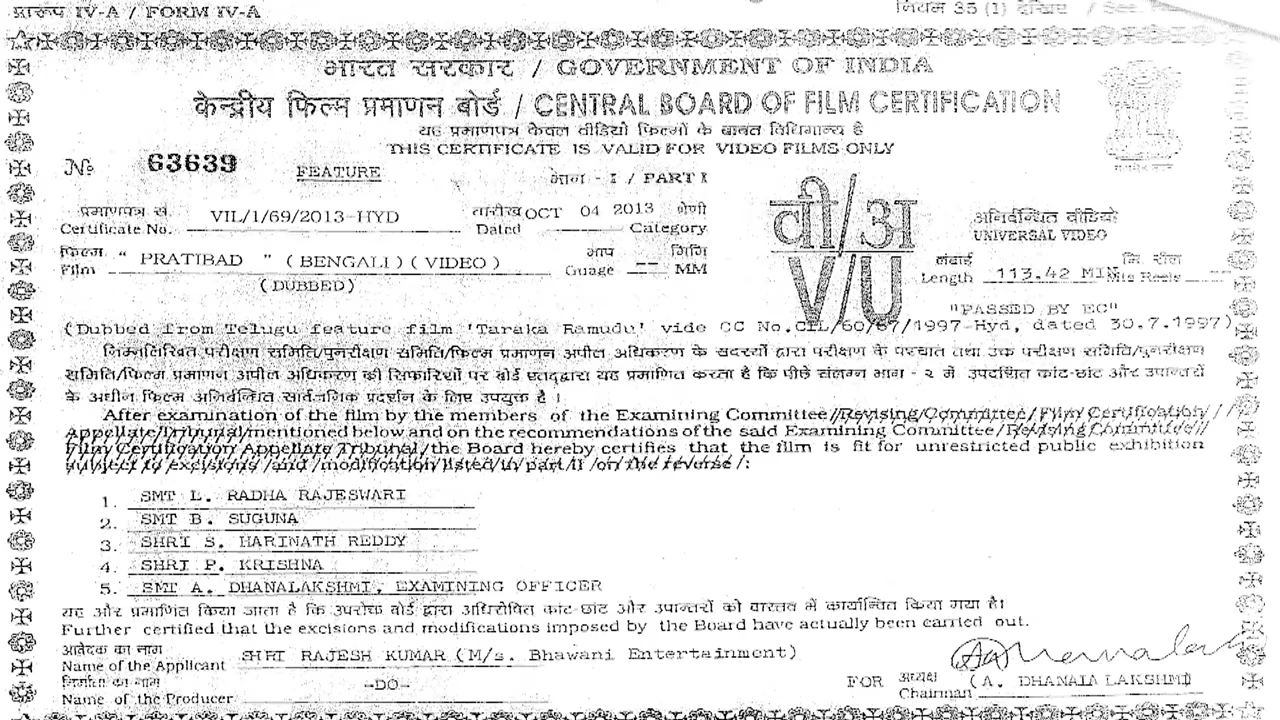 प्रारूप IV-A / FORM IV-A
नियम 35 (1) देखिए /
भारत सरकार / GOVERNMENT OF INDIA
केन्द्रीय फिल्म प्रमाणन बोर्ड / CENTRAL BOARD OF FILM CERTIFICATION
यह प्रमाणपत्र केवल वीडियो फिल्मों के बाबत विधिमान्य है
THIS CERTIFICATE IS VALID FOR VIDEO FILMS ONLY
№ 63639 FEATURE भाग - I / PART I
प्रमाणपत्र सं. VIL/1/69/2013-HYD तारीख OCT 04 2013 श्रेणी
Certificate No. Dated Category
वी/अ
V/U
अनिर्बन्धित वीडियो
UNIVERSAL VIDEO
फिल्म " PRATIBAD " (BENGALI) (VIDEO) माप मिमि
Film Guage -- MM
लंबाई
Length 113.42 MIN
(DUBBED)
"PASSED BY EC"
(Dubbed from Telugu feature film 'Taraka Ramudu' vide CC No.CIL/60/67/1997-Hyd, dated 30.7.1997)
निम्नलिखित परीक्षण समिति/पुनरीक्षण समिति/फिल्म प्रमाणन अपील अधिकरण के सदस्यों द्वारा परीक्षण के पश्चात तथा उक्त परीक्षण समिति/पुनरीक्षण
समिति/फिल्म प्रमाणन अपील अधिकरण की सिफारिसों पर बोर्ड एतद्द्वारा यह प्रमाणित करता है कि पीछे संलग्न भाग - २ में उपदर्शित कांट-छांट और उपान्तरों
के अधीन फिल्म अनिर्बन्धित सार्वजनिक प्रदर्शन के लिए उपयुक्त है ।
After examination of the film by the members of the Examining Committee/Revising/Committee/Film Certification
Appellate/Tribunal/mentioned below and on the recommendations of the said Examining Committee/Revising/Committee/
Film Certification Appellate Tribunal/the Board hereby certifies that the film is fit for unrestricted public exhibition
subject to excisions /and /modification listed in part II /on the reverse /:
1. SMT L. RADHA RAJESWARI
2. SMT B. SUGUNA
3. SHRI S. HARINATH REDDY
4. SHRI P. KRISHNA
5. SMT A. DHANALAKSHMI, EXAMINING OFFICER
यह और प्रमाणित किया जाता है कि उपरोक्त बोर्ड द्वारा अधिरोपित कांट-छांट और उपान्तरों को वास्तव में कार्यान्वित किया गया है।
Further certified that the excisions and modifications imposed by the Board have actually been carried out.
आवेदक का नाम
Name of the Applicant SHRI RAJESH KUMAR (M/s. Bhawani Entertainment)
निर्माता का नाम
Name of the Producer -DO-
FOR अध्यक्ष (A. DHANALAKSHMI)
Chairman